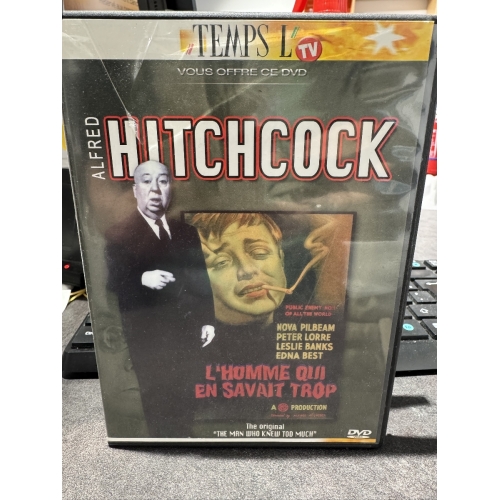 "TEMPS L" TV
VOUS OFFRE CE DVD
ALFRED
HITCHCOCK
PUBLIC ENEMY NO.1
OF ALL THE WORLD
NOVA PILBEAM
PETER LORRE
LESLIE BANKS
EDNA BEST
L'HOMME QUI
EN SAVAIT TROP
A PRODUCTION
The original
"THE MAN WHO KNEW TOO MUCH"
DVD